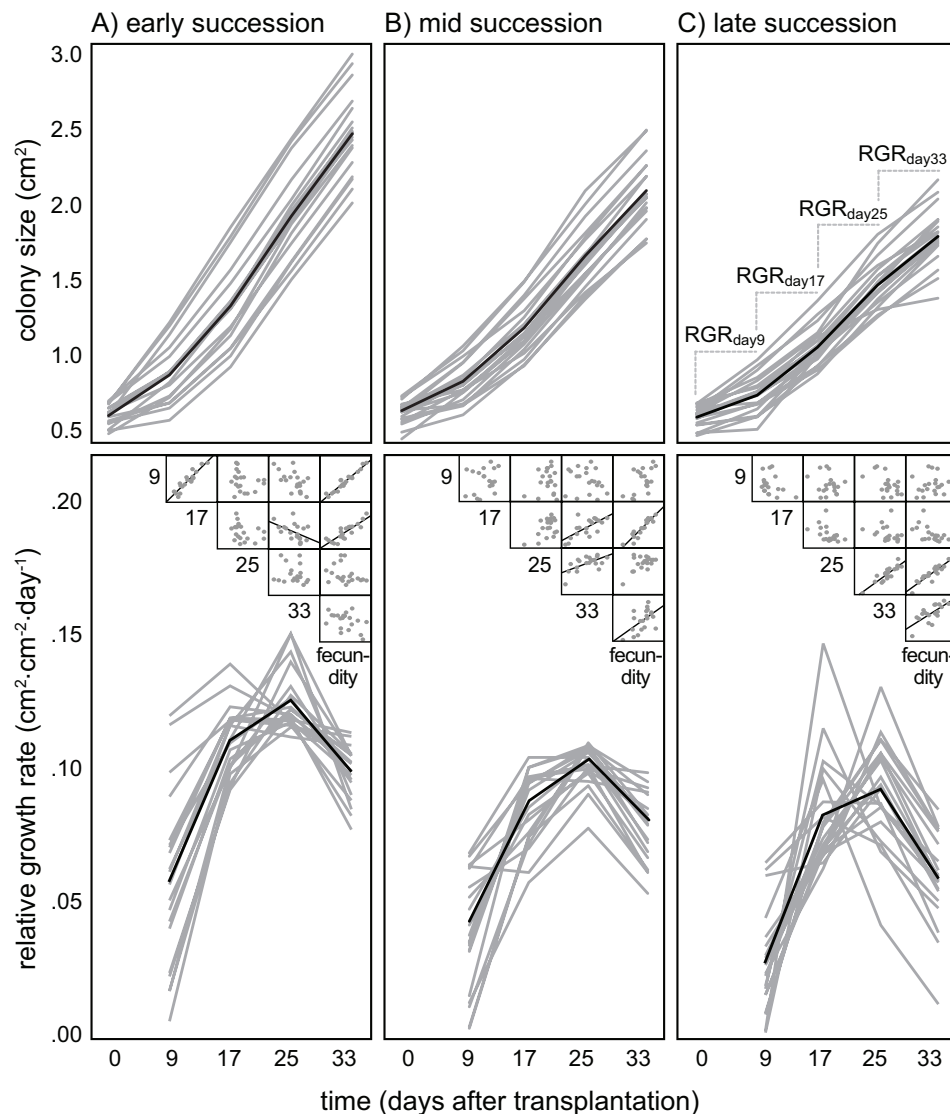 A) early succession
B) mid succession
C) late succession
colony size (cm²)
3.0
2.5
2.0
1.5
1.0
0.5
RGRday33
RGRday25
RGRday17
RGRday9
relative growth rate (cm²·cm⁻²·day⁻¹)
.20
.15
.10
.05
.00
9
17
25
33
fecun-
dity
9
17
25
33
fecun-
dity
9
17
25
33
fecun-
dity
0 9 17 25 33
0 9 17 25 33
0 9 17 25 33
time (days after transplantation)